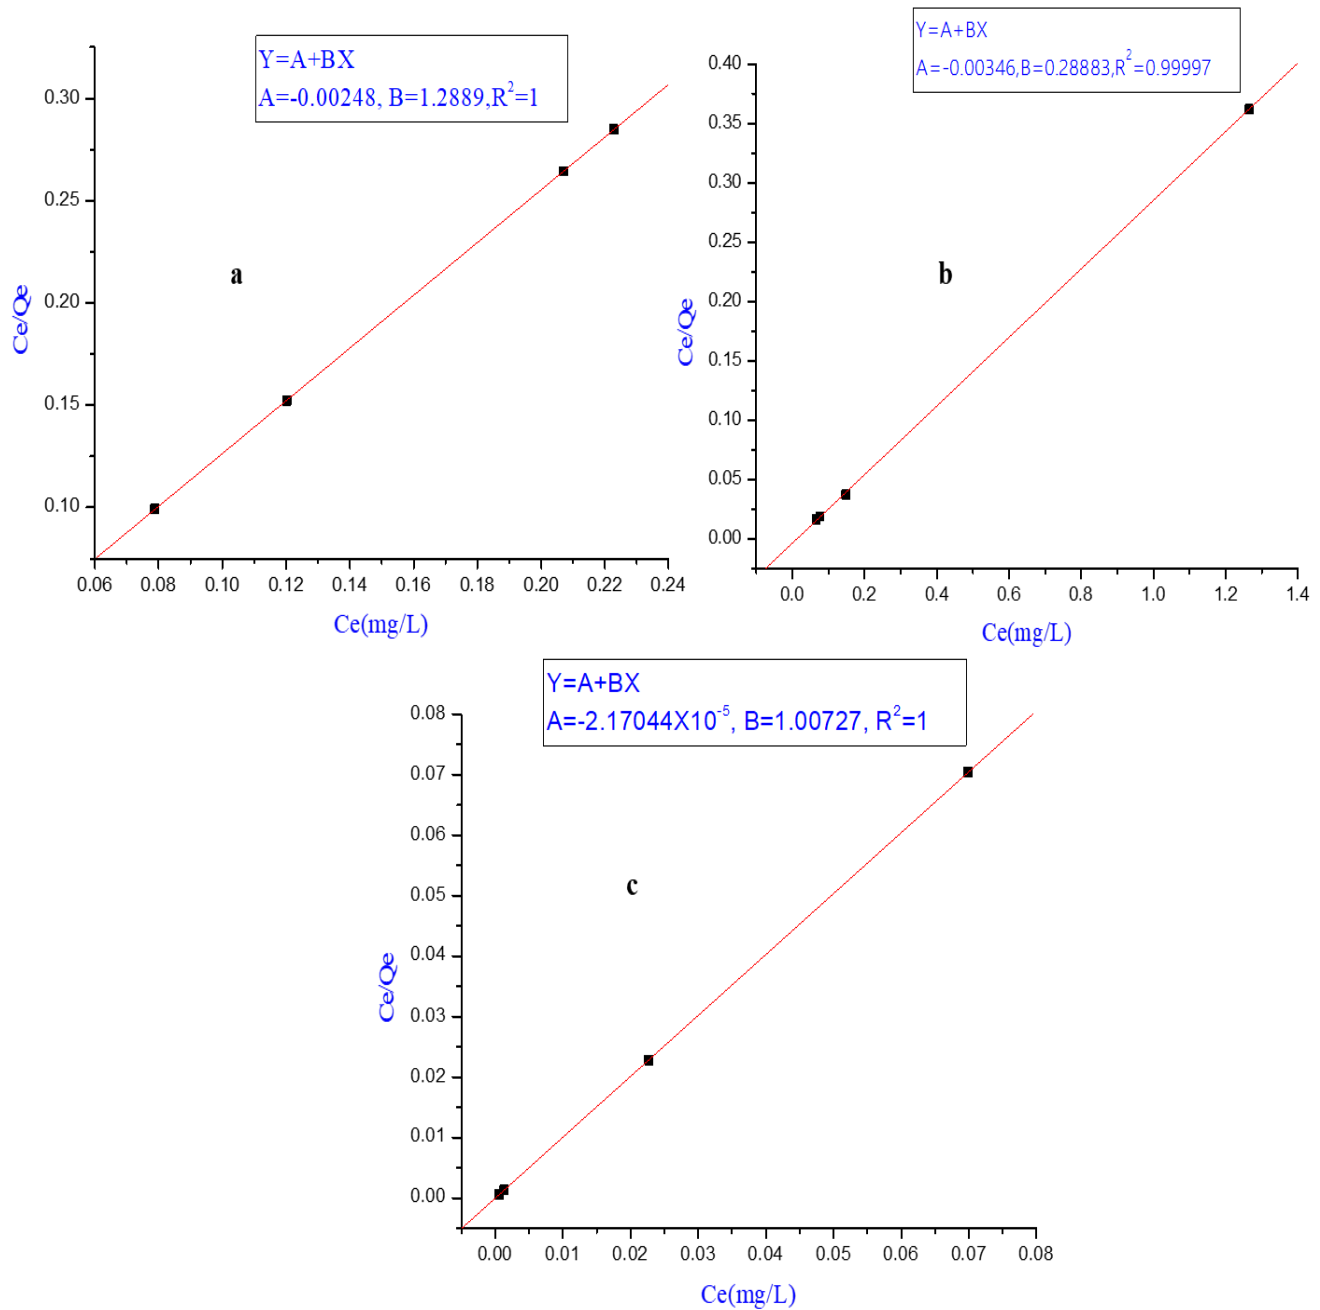 Y=A+BX
A=-0.00248, B=1.2889,R²=1
0.30
0.25
0.20
0.15
0.10
Ce/Qe
a
0.06 0.08 0.10 0.12 0.14 0.16 0.18 0.20 0.22 0.24
Ce(mg/L)
Y=A+BX
A=-0.00346,B=0.28883,R²=0.99997
0.40
0.35
0.30
0.25
0.20
0.15
0.10
0.05
0.00
Ce/Qe
b
0.0 0.2 0.4 0.6 0.8 1.0 1.2 1.4
Ce(mg/L)
Y=A+BX
A=-2.17044X10⁻⁵, B=1.00727, R²=1
0.08
0.07
0.06
0.05
0.04
0.03
0.02
0.01
0.00
Ce/Qe
c
0.00 0.01 0.02 0.03 0.04 0.05 0.06 0.07 0.08
Ce(mg/L)